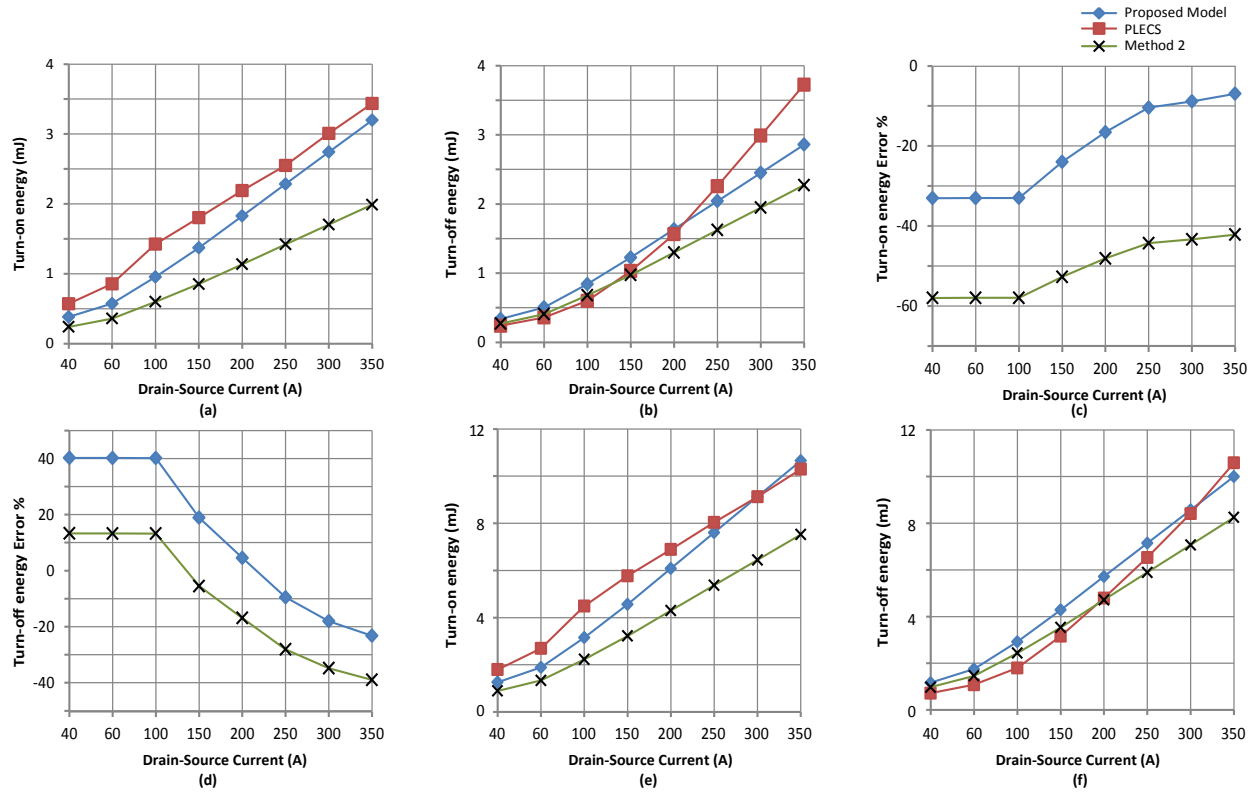 Proposed Model
PLECS
Method 2
Turn-on energy (mJ)
4
3
2
1
0
40 60 100 150 200 250 300 350
Drain-Source Current (A)
(a)
Turn-off energy (mJ)
4
3
2
1
0
40 60 100 150 200 250 300 350
Drain-Source Current (A)
(b)
Turn-on energy Error %
0
-20
-40
-60
40 60 100 150 200 250 300 350
Drain-Source Current (A)
(c)
Turn-off energy Error %
40
20
0
-20
-40
40 60 100 150 200 250 300 350
Drain-Source Current (A)
(d)
Turn-on energy (mJ)
12
8
4
0
40 60 100 150 200 250 300 350
Drain-Source Current (A)
(e)
Turn-off energy (mJ)
12
8
4
0
40 60 100 150 200 250 300 350
Drain-Source Current (A)
(f)